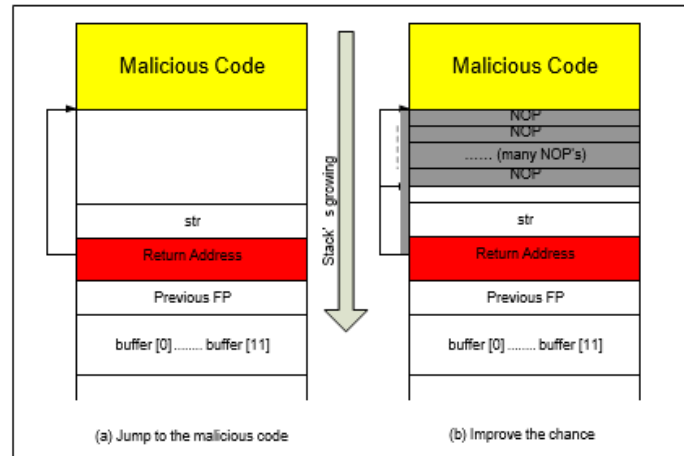 Malicious Code
str
Return Address
Previous FP
buffer [0] ........ buffer [11]
(a) Jump to the malicious code
Stack' s growing
Malicious Code
NOP
NOP
...... (many NOP's)
NOP
str
Return Address
Previous FP
buffer [0] ....... buffer [11]
(b) Improve the chance